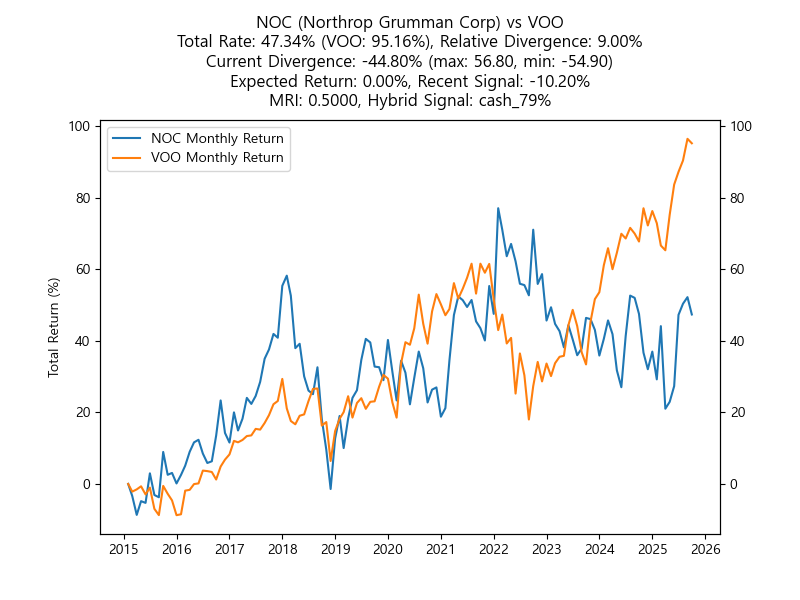 NOC (Northrop Grumman Corp) vs VOO
Total Rate: 47.34% (VOO: 95.16%), Relative Divergence: 9.00%
Current Divergence: -44.80% (max: 56.80, min: -54.90)
Expected Return: 0.00%, Recent Signal: -10.20%
MRI: 0.5000, Hybrid Signal: cash_79%
NOC Monthly Return
VOO Monthly Return
Total Return (%)
100
80
60
40
20
0
100
80
60
40
20
0
2015 2016 2017 2018 2019 2020 2021 2022 2023 2024 2025 2026